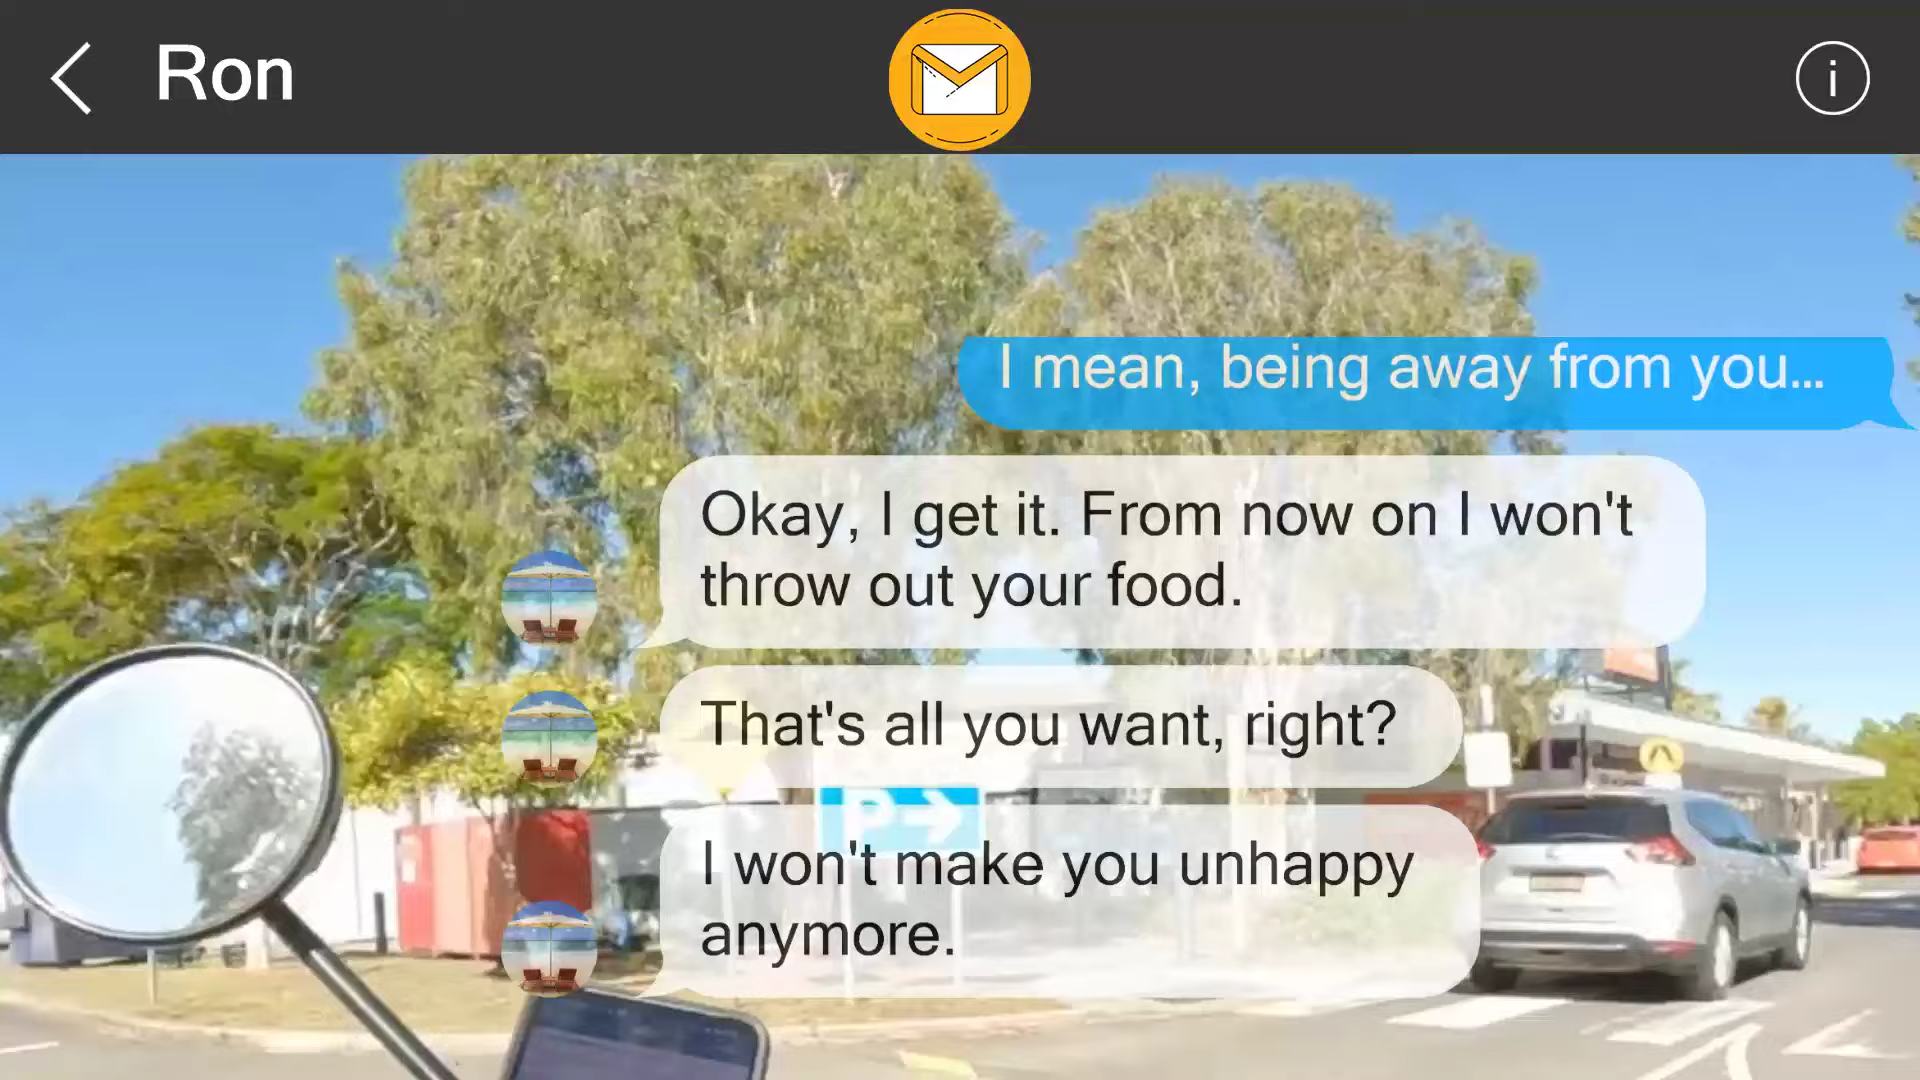 Ron
i
I mean, being away from you...
Okay, I get it. From now on I won't
throw out your food.
That's all you want, right?
P→
I won't make you unhappy
anymore.